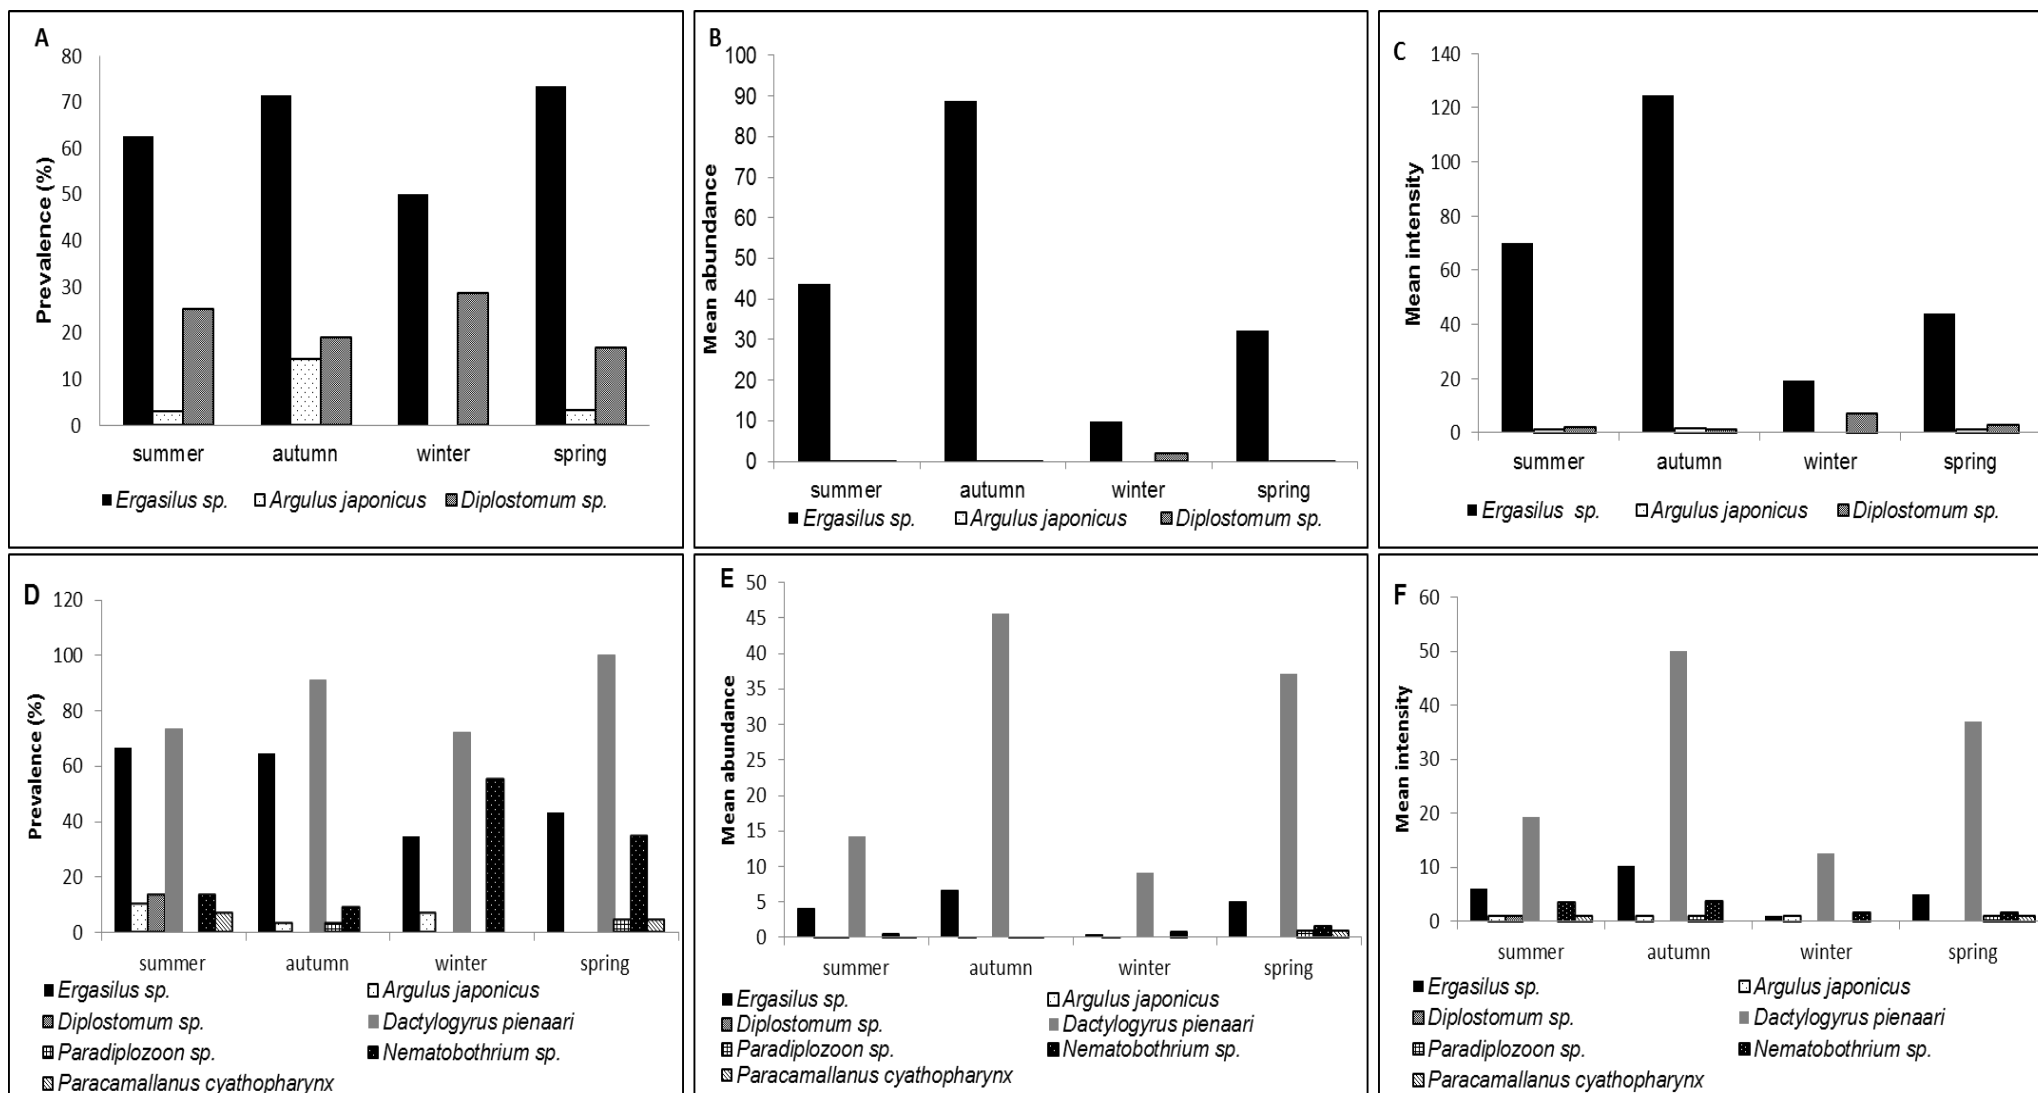 A
Prevalence (%)
80
70
60
50
40
30
20
10
0
summer autumn winter spring
Ergasilus sp. Argulus japonicus Diplostomum sp.
B
Mean abundance
100
90
80
70
60
50
40
30
20
10
0
summer autumn winter spring
Ergasilus sp. Argulus japonicus Diplostomum sp.
C
Mean intensity
140
120
100
80
60
40
20
0
summer autumn winter spring
Ergasilus sp. Argulus japonicus Diplostomum sp.
D
Prevalence (%)
120
100
80
60
40
20
0
summer autumn winter spring
Ergasilus sp. Argulus japonicus
Diplostomum sp. Dactylogyrus pienaari
Paradiplozoon sp. Nematobothrium sp.
Paracamallanus cyathopharynx
E
Mean abundance
50
45
40
35
30
25
20
15
10
5
0
summer autumn winter spring
Ergasilus sp. Argulus japonicus
Diplostomum sp. Dactylogyrus pienaari
Paradiplozoon sp. Nematobothrium sp.
Paracamallanus cyathopharynx
F
Mean intensity
60
50
40
30
20
10
0
summer autumn winter spring
Ergasilus sp. Argulus japonicus
Diplostomum sp. Dactylogyrus pienaari
Paradiplozoon sp. Nematobothrium sp.
Paracamallanus cyathopharynx